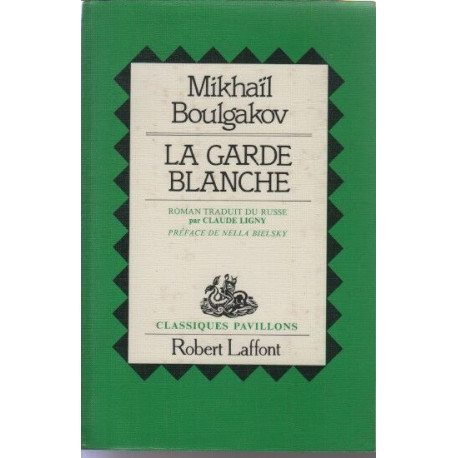 Mikhaïl
Boulgakov
LA GARDE
BLANCHE
ROMAN TRADUIT DU RUSSE
par CLAUDE LIGNY
PRÉFACE DE NELLA BIELSKY
CLASSIQUES PAVILLONS
Robert Laffont